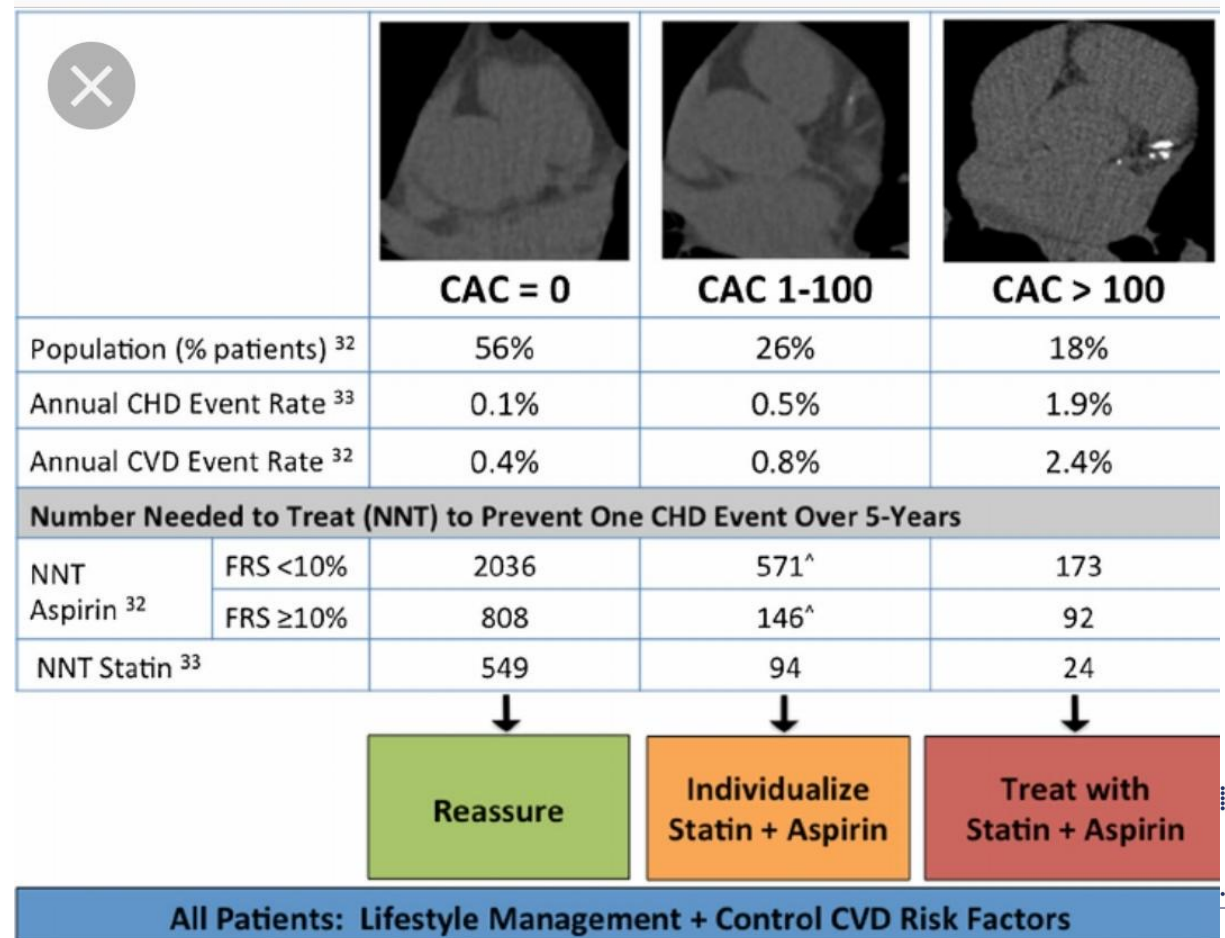 CAC = 0 CAC 1-100 CAC > 100
Population (% patients) 32 56% 26% 18%
Annual CHD Event Rate 33 0.1% 0.5% 1.9%
Annual CVD Event Rate 32 0.4% 0.8% 2.4%
Number Needed to Treat (NNT) to Prevent One CHD Event Over 5-Years
NNT
Aspirin 32
FRS <10% 2036 571^ 173
FRS ≥10% 808 146^ 92
NNT Statin 33 549 94 24
Reassure
Individualize
Statin + Aspirin
Treat with
Statin + Aspirin
All Patients: Lifestyle Management + Control CVD Risk Factors